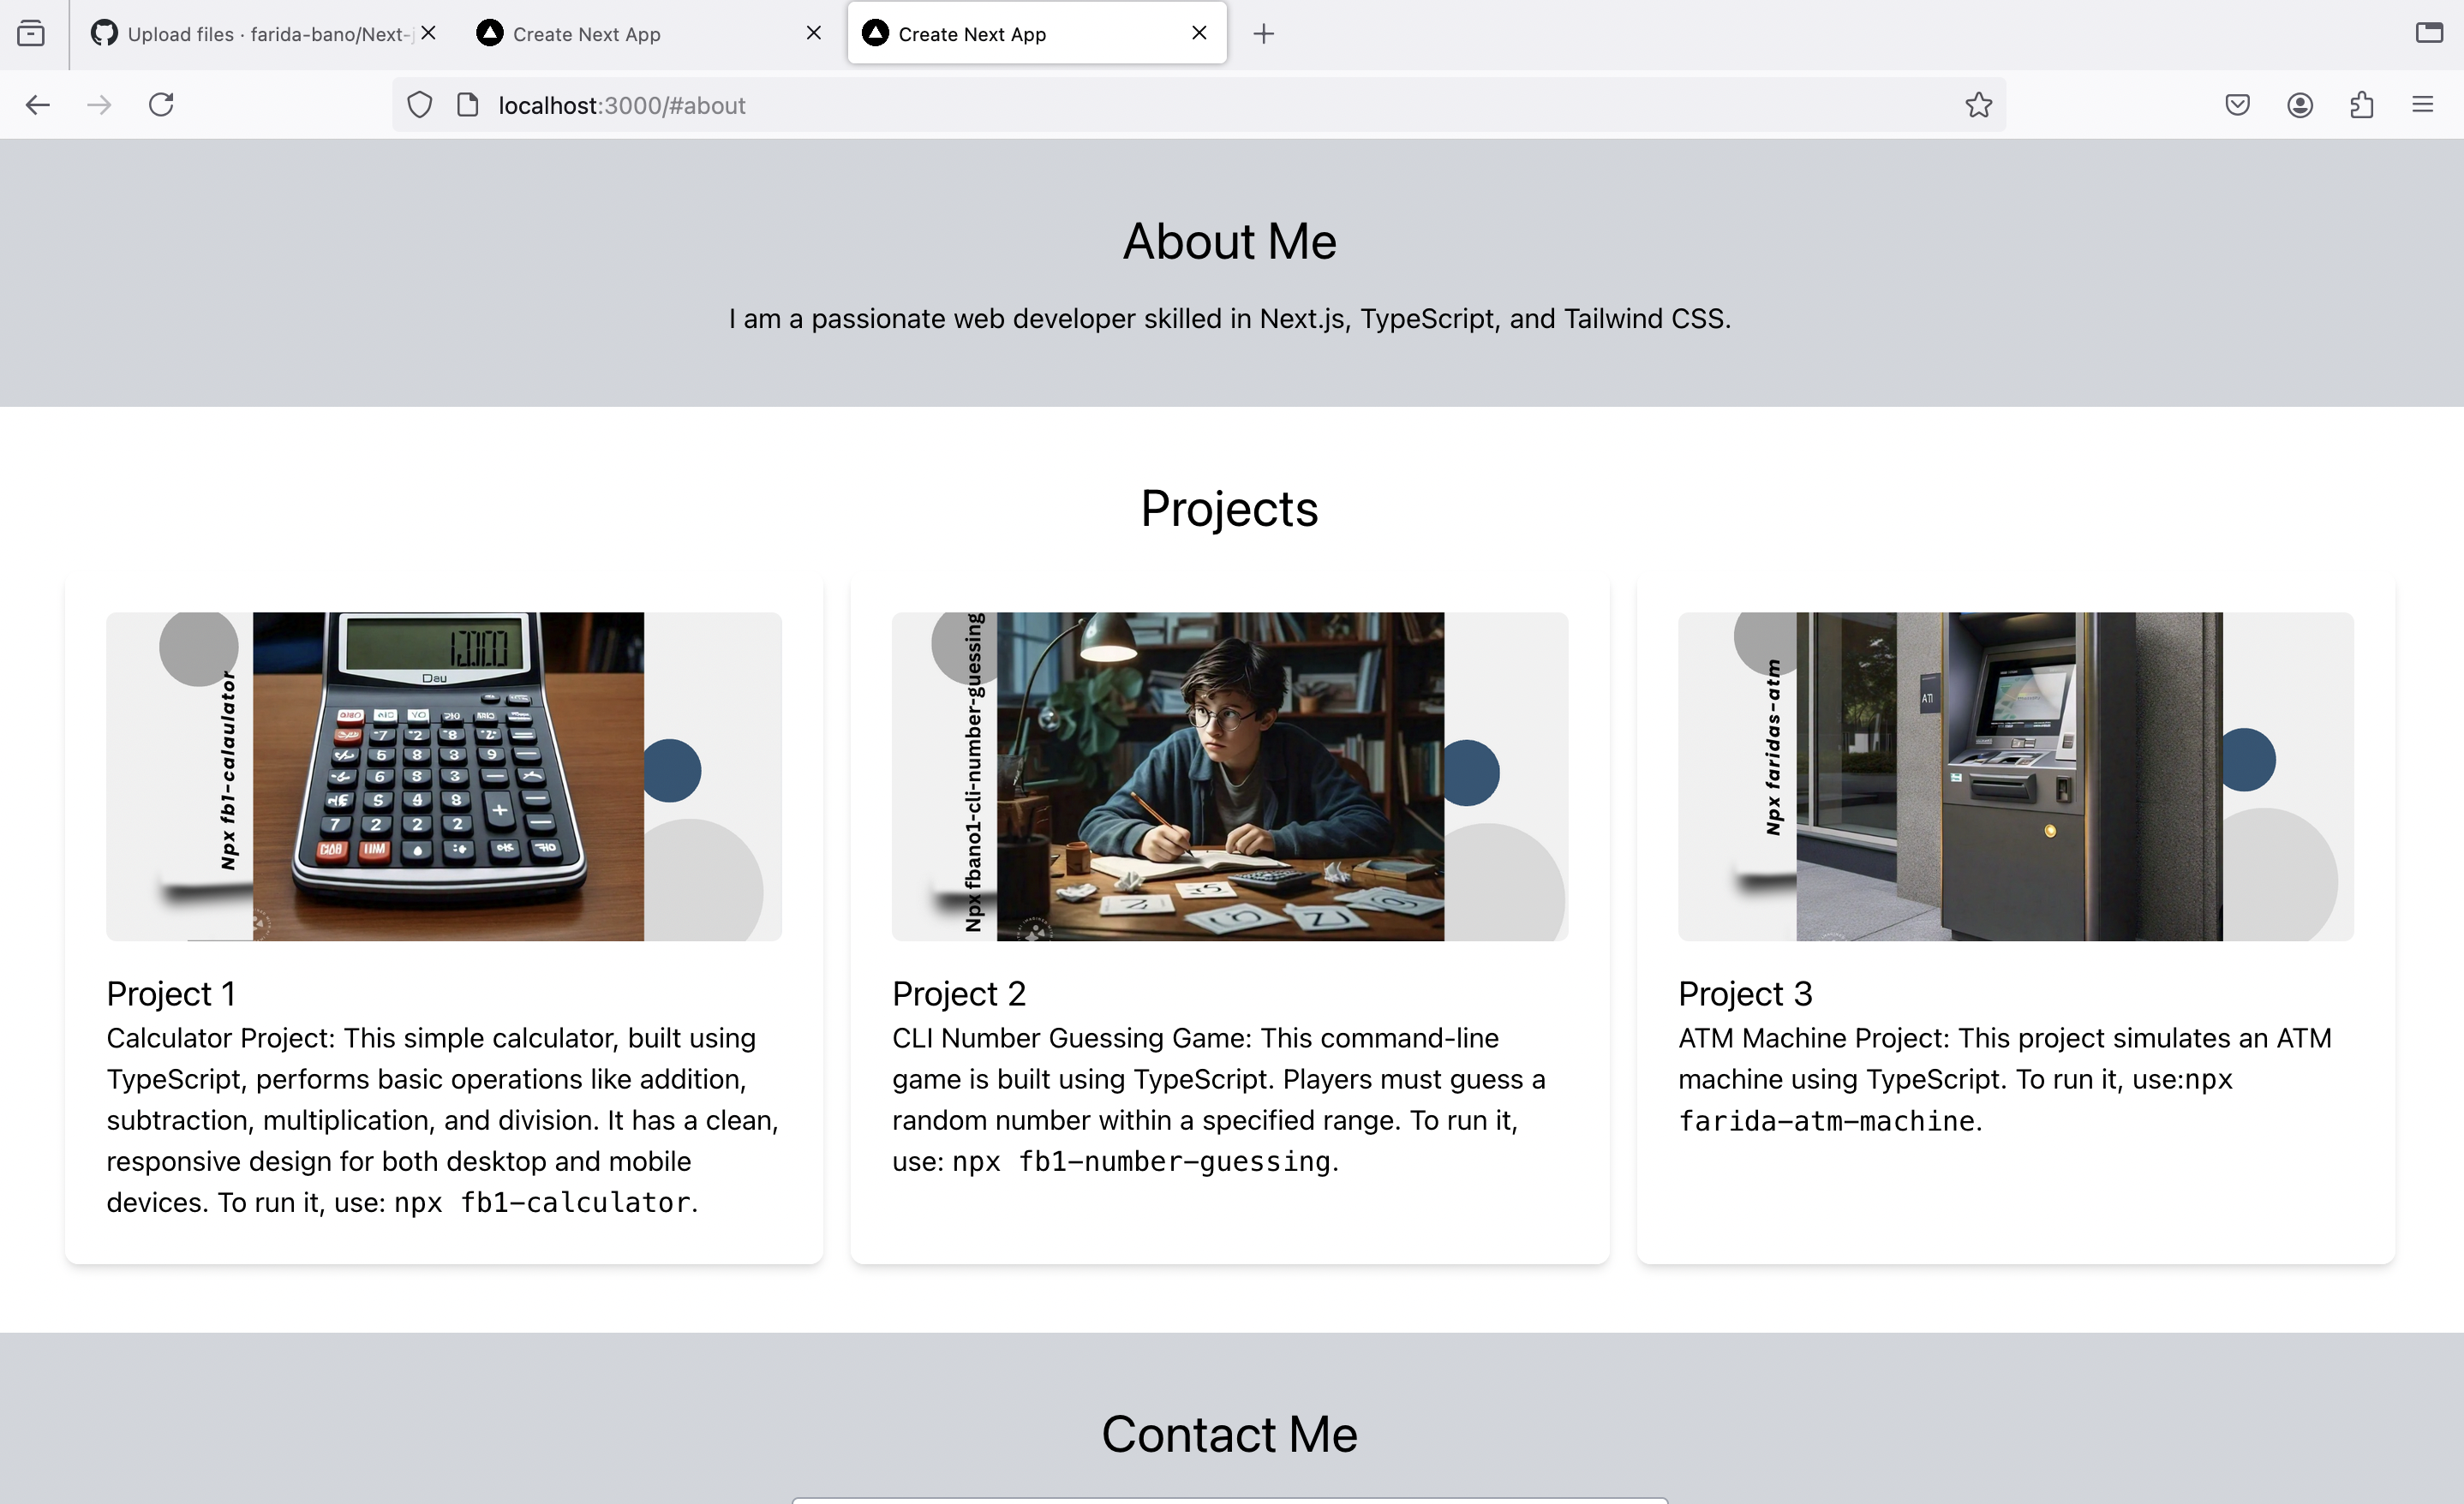 Upload files · farida-bano/Next-j
Create Next App
Create Next App
localhost:3000/#about
About Me
I am a passionate web developer skilled in Next.js, TypeScript, and Tailwind CSS.
Projects
Npx fb1-calaulator
Dau
Npx fbano1-cli-number-guessing
Npx faridas-atm
ATI
Project 1
Calculator Project: This simple calculator, built using
TypeScript, performs basic operations like addition,
subtraction, multiplication, and division. It has a clean,
responsive design for both desktop and mobile
devices. To run it, use: npx fb1-calculator.
Project 2
CLI Number Guessing Game: This command-line
game is built using TypeScript. Players must guess a
random number within a specified range. To run it,
use: npx fb1-number-guessing.
Project 3
ATM Machine Project: This project simulates an ATM
machine using TypeScript. To run it, use:npx
farida-atm-machine.
Contact Me